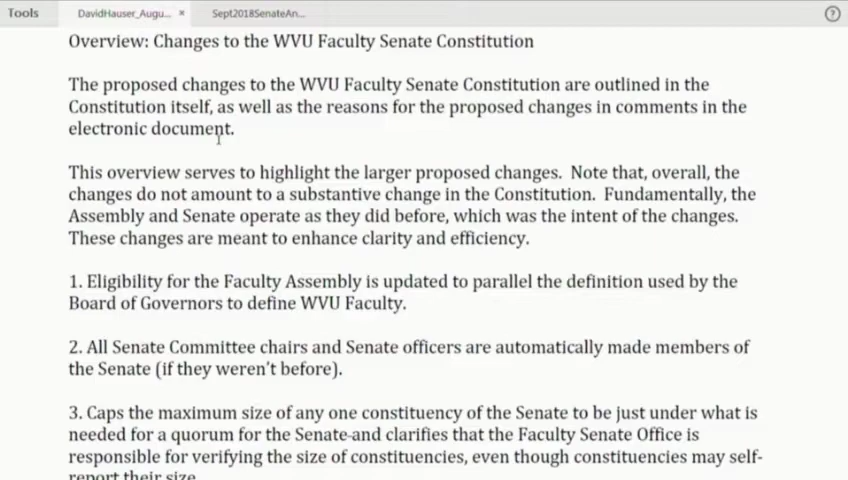 Tools
DavidHauser_Augu... ×
Sept2018SenateAn...
?
Overview: Changes to the WVU Faculty Senate Constitution
The proposed changes to the WVU Faculty Senate Constitution are outlined in the
Constitution itself, as well as the reasons for the proposed changes in comments in the
electronic document.
This overview serves to highlight the larger proposed changes.  Note that, overall, the
changes do not amount to a substantive change in the Constitution.  Fundamentally, the
Assembly and Senate operate as they did before, which was the intent of the changes.
These changes are meant to enhance clarity and efficiency.
1. Eligibility for the Faculty Assembly is updated to parallel the definition used by the
Board of Governors to define WVU Faculty.
2. All Senate Committee chairs and Senate officers are automatically made members of
the Senate (if they weren't before).
3. Caps the maximum size of any one constituency of the Senate to be just under what is
needed for a quorum for the Senate-and clarifies that the Faculty Senate Office is
responsible for verifying the size of constituencies, even though constituencies may self-
report their size.